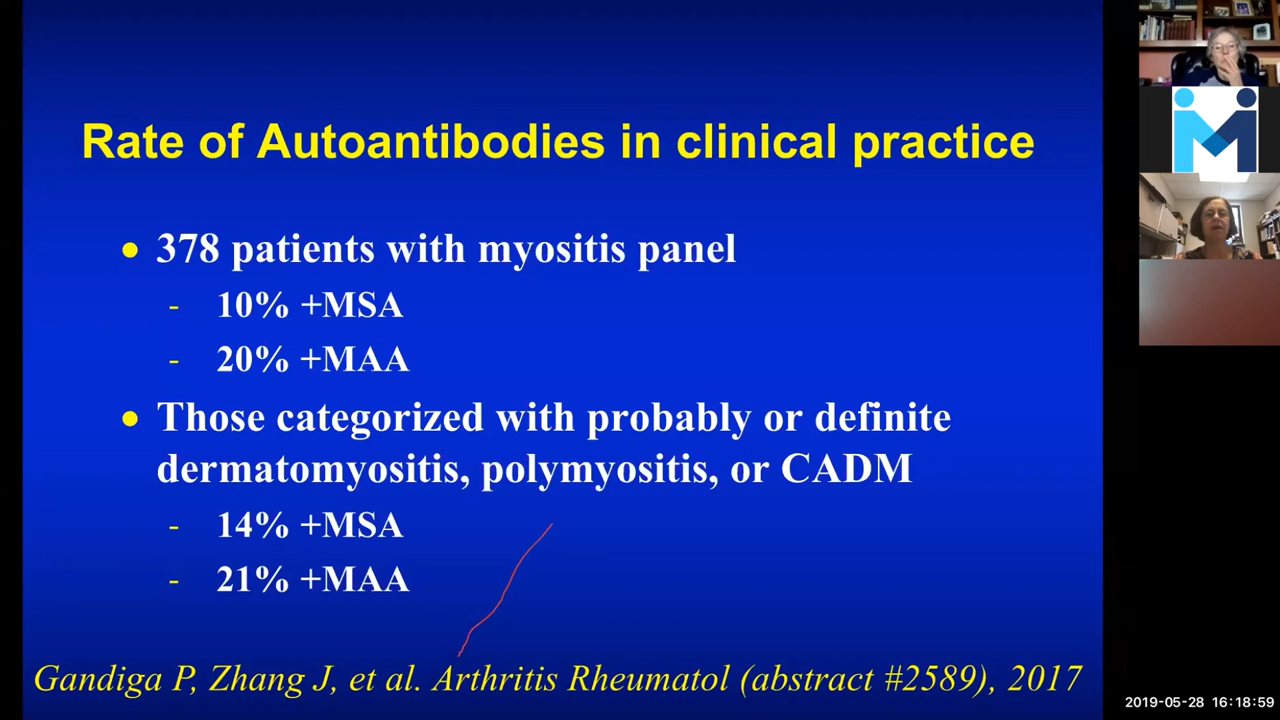 Rate of Autoantibodies in clinical practice
• 378 patients with myositis panel
- 10% +MSA
- 20% +MAA
• Those categorized with probably or definite
dermatomyositis, polymyositis, or CADM
- 14% +MSA
- 21% +MAA
Gandiga P, Zhang J, et al. Arthritis Rheumatol (abstract #2589), 2017
2019-05-28 16:18:59